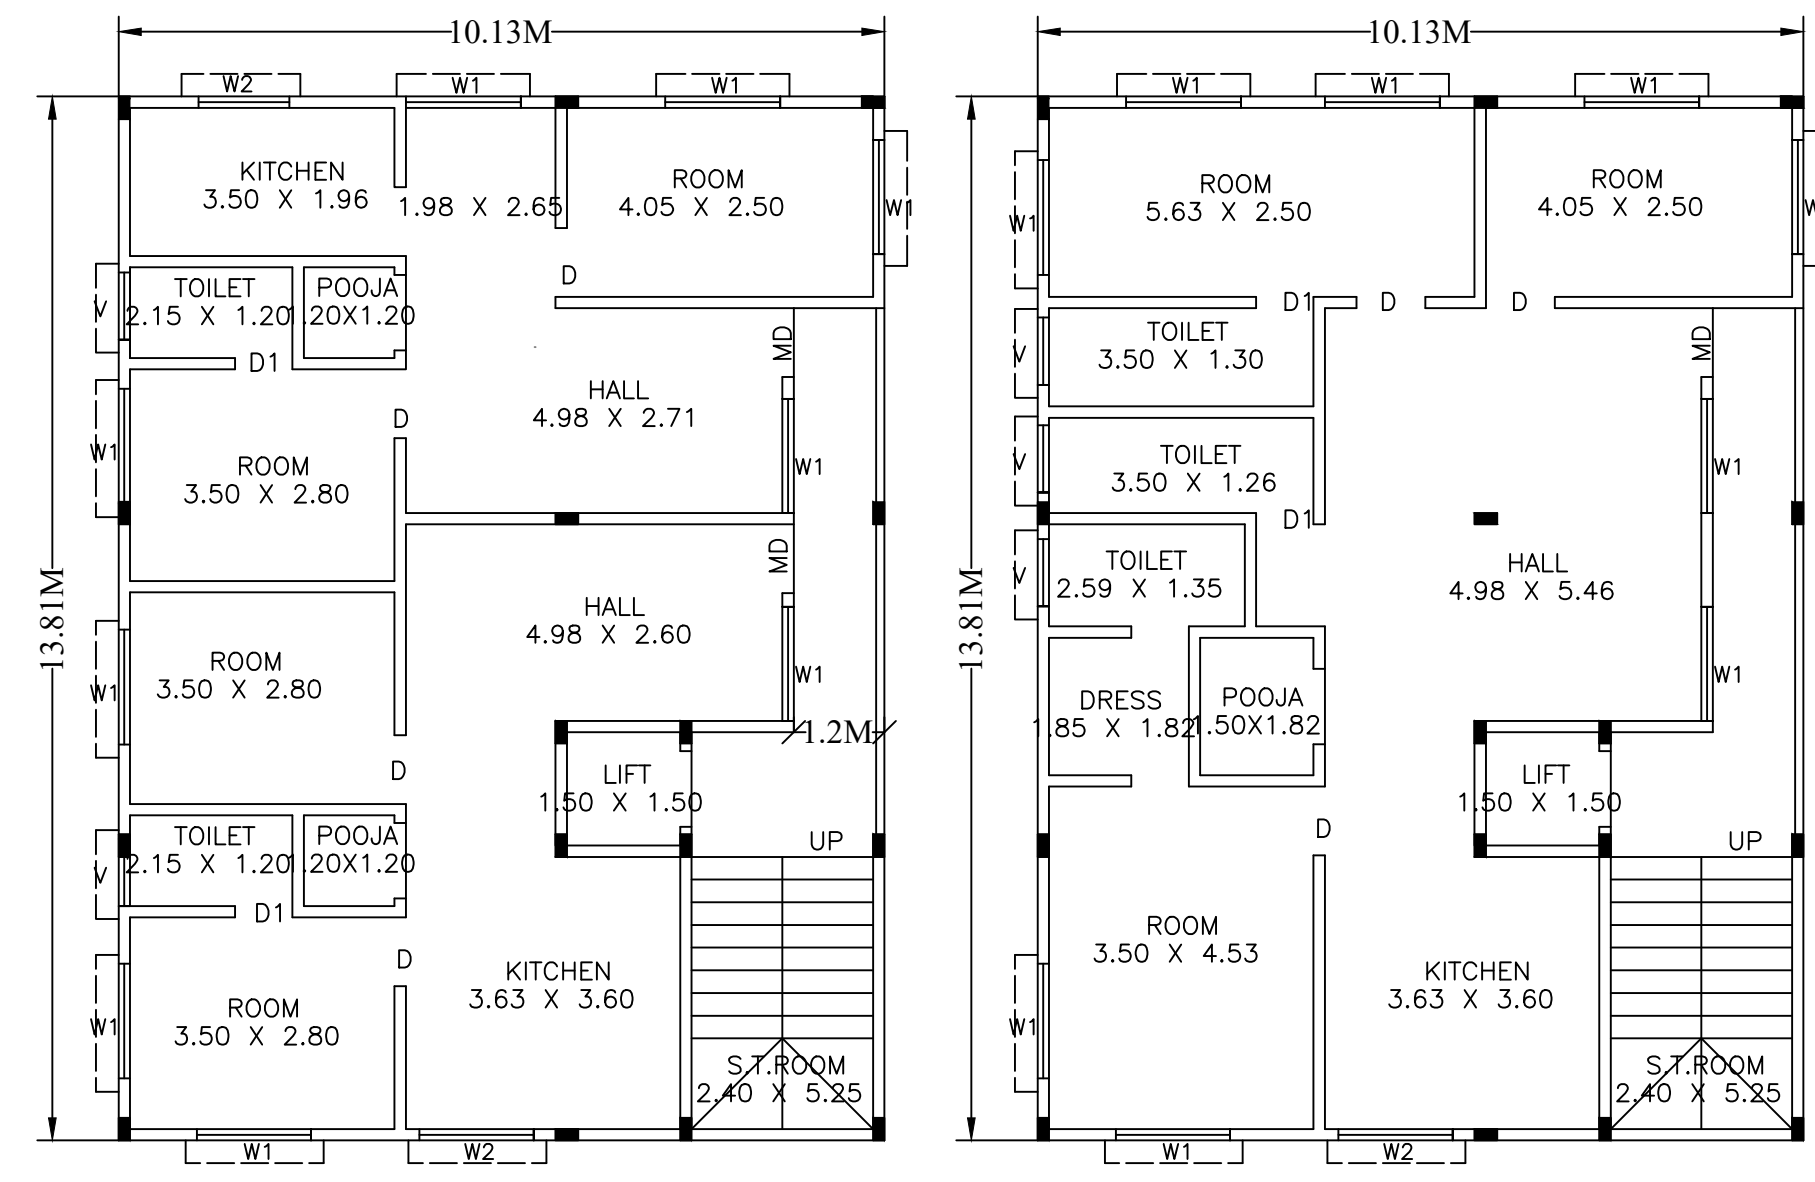 10.13M
W2
W1
W1
KITCHEN
3.50 X 1.96
1.98 X 2.65
ROOM
4.05 X 2.50
W1
D
TOILET
2.15 X 1.20
POOJA
1.20X1.20
V
D1
MD
HALL
4.98 X 2.71
D
W1
ROOM
3.50 X 2.80
W1
MD
HALL
4.98 X 2.60
13.81M
ROOM
3.50 X 2.80
W1
W1
1.2M
D
LIFT
1.50 X 1.50
TOILET
2.15 X 1.20
POOJA
1.20X1.20
UP
V
D1
D
KITCHEN
3.63 X 3.60
ROOM
3.50 X 2.80
W1
S.T.ROOM
2.40 X 5.25
W1
W2
10.13M
W1
W1
W1
ROOM
5.63 X 2.50
ROOM
4.05 X 2.50
W1
D1
D
D
TOILET
3.50 X 1.30
V
MD
TOILET
3.50 X 1.26
V
W1
D1
TOILET
2.59 X 1.35
V
HALL
4.98 X 5.46
13.81M
W1
DRESS
1.85 X 1.82
POOJA
1.50X1.82
LIFT
1.50 X 1.50
D
UP
ROOM
3.50 X 4.53
KITCHEN
3.63 X 3.60
W1
S.T.ROOM
2.40 X 5.25
W1
W2